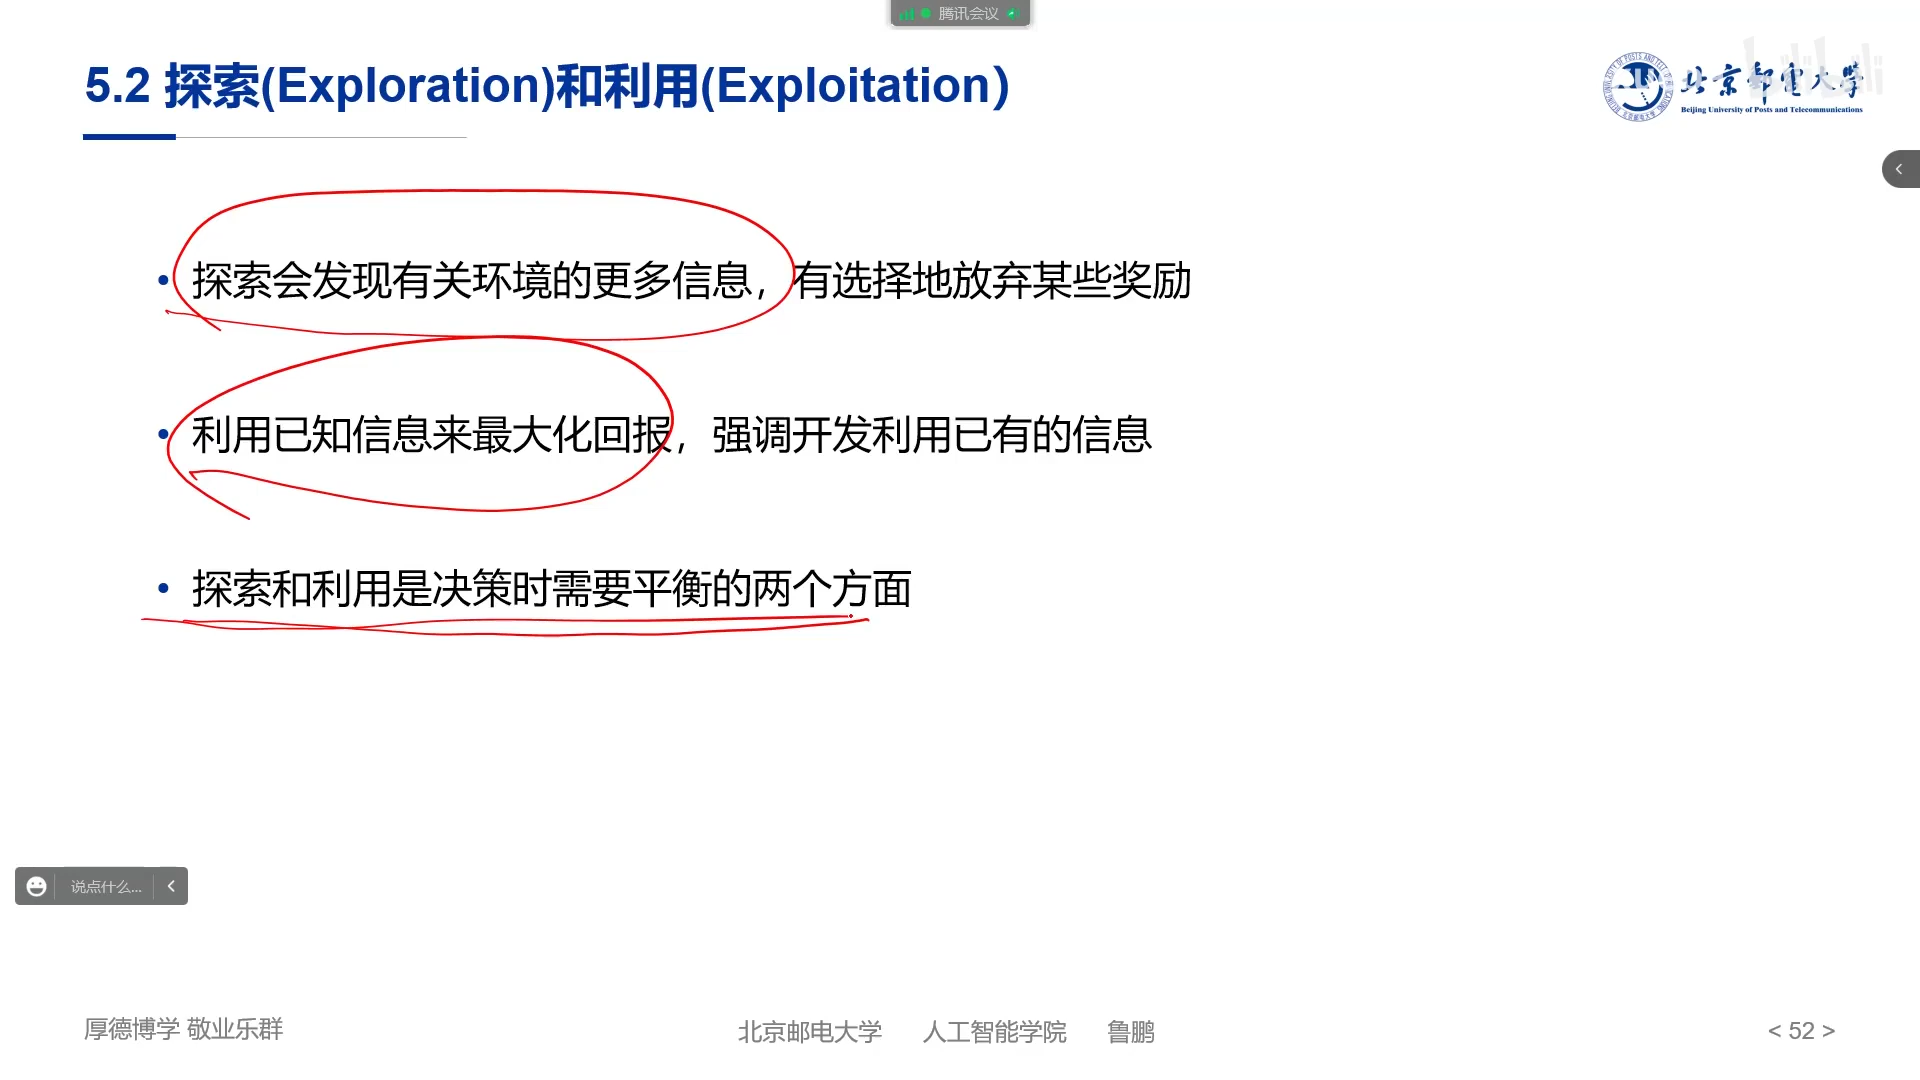 腾讯会议
5.2 探索(Exploration)和利用(Exploitation）
北京邮电大学
Beijing University of Posts and Telecommunications
• 探索会发现有关环境的更多信息，有选择地放弃某些奖励
• 利用已知信息来最大化回报，强调开发利用已有的信息
• 探索和利用是决策时需要平衡的两个方面
说点什么...
厚德博学 敬业乐群
北京邮电大学 人工智能学院 鲁鹏
< 52 >